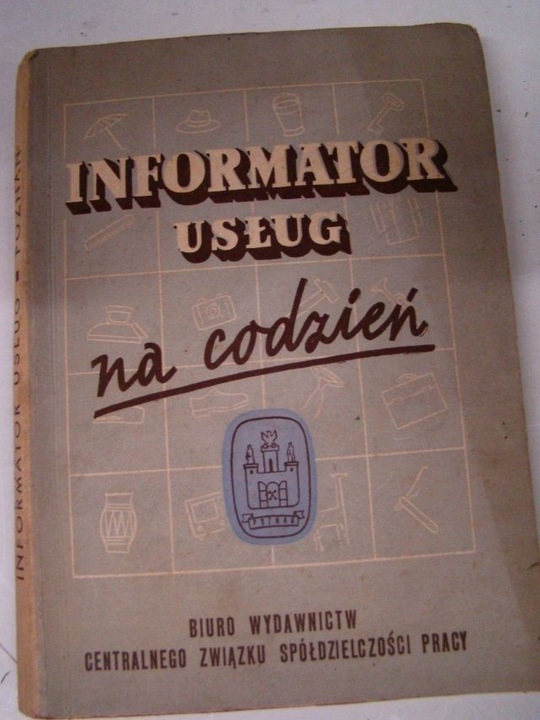 INFORMATOR
USŁUG
na codzień
POZNAŃ
BIURO WYDAWNICTW
CENTRALNEGO ZWIĄZKU SPÓŁDZIELCZOŚCI PRACY
INFORMATOR USŁUG - POZNAŃ